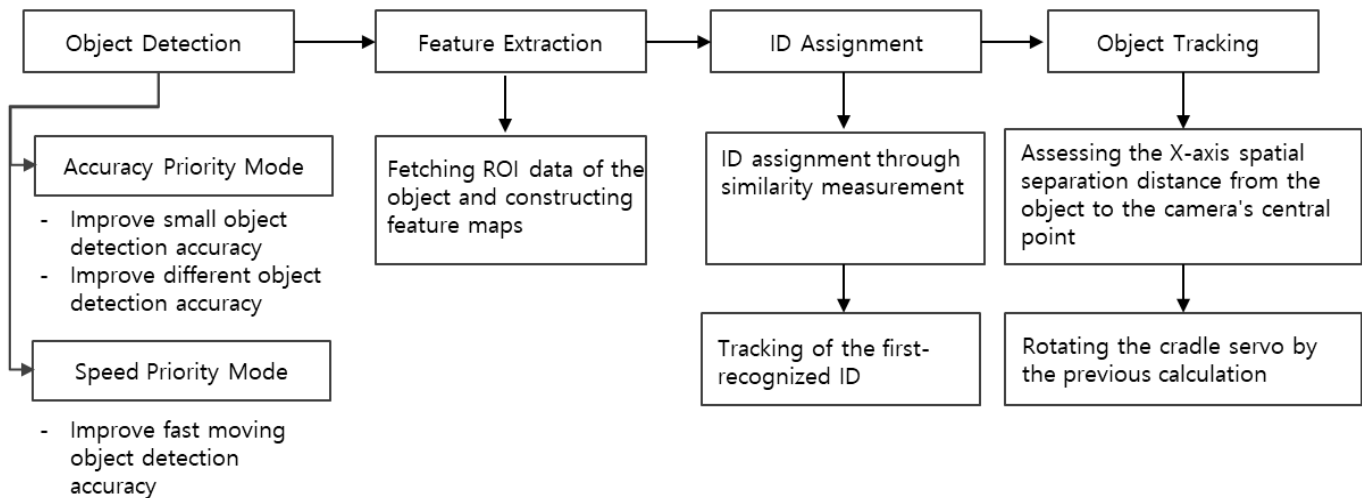 Object Detection
Feature Extraction
ID Assignment
Object Tracking
Accuracy Priority Mode
- Improve small object
detection accuracy
- Improve different object
detection accuracy
Speed Priority Mode
- Improve fast moving
object detection
accuracy
Fetching ROI data of the
object and constructing
feature maps
ID assignment through
similarity measurement
Tracking of the first-
recognized ID
Assessing the X-axis spatial
separation distance from the
object to the camera's central
point
Rotating the cradle servo by
the previous calculation